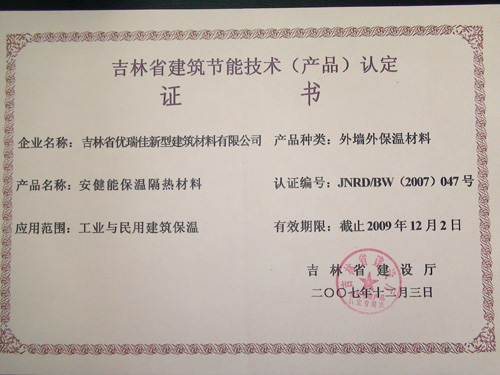 吉林省建筑节能技术（产品）认定
证 书
企业名称： 吉林省优瑞佳新型建筑材料有限公司 产品种类： 外墙外保温材料
产品名称： 安健能保温隔热材料 认证编号： JNRD/BW（2007）047号
应用范围： 工业与民用建筑保温 有效期限： 截止2009年12月2日
吉林省建设厅
二〇〇七年十二月三日